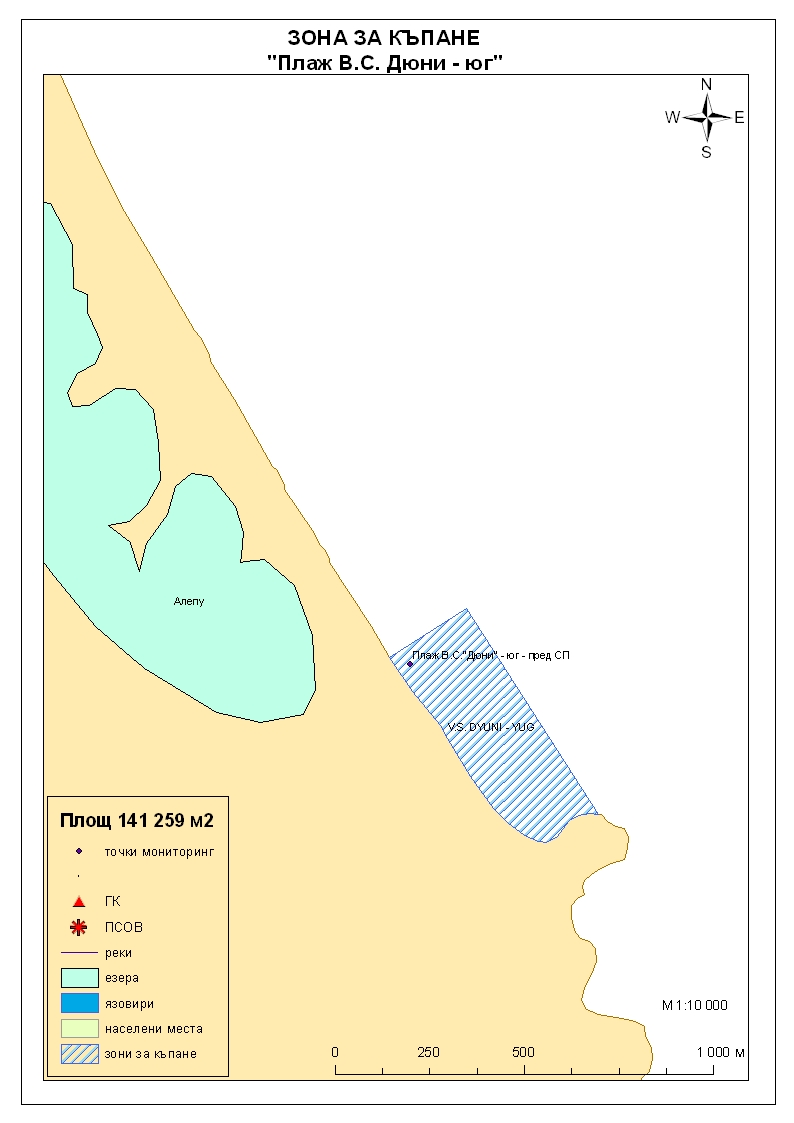 ЗОНА ЗА КЪПАНЕ
"Плаж В.С. Дюни - юг"
N
W E
S
Алепу
Плаж В.С."Дюни" - юг - пред СП
V.S. DYUNI - YUG
Площ 141 259 м2
точки мониторинг
ГК
ПСОВ
реки
езера
язовири
населени места
зони за къпане
М 1:10 000
0 250 500 1 000 м